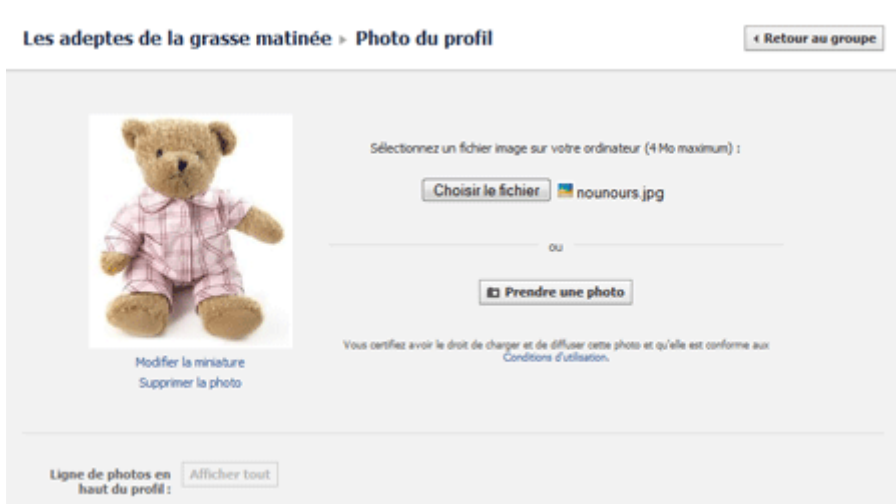 Les adeptes de la grasse matinée ▸ Photo du profil
Retour au groupe
Sélectionnez un fichier image sur votre ordinateur (4 Mo maximum) :
Choisir le fichier nounours.jpg
ou
Prendre une photo
Vous certifiez avoir le droit de charger et de diffuser cette photo et qu'elle est conforme aux
Conditions d'utilisation.
Modifier la miniature
Supprimer la photo
Ligne de photos en
haut du profil :
Afficher tout